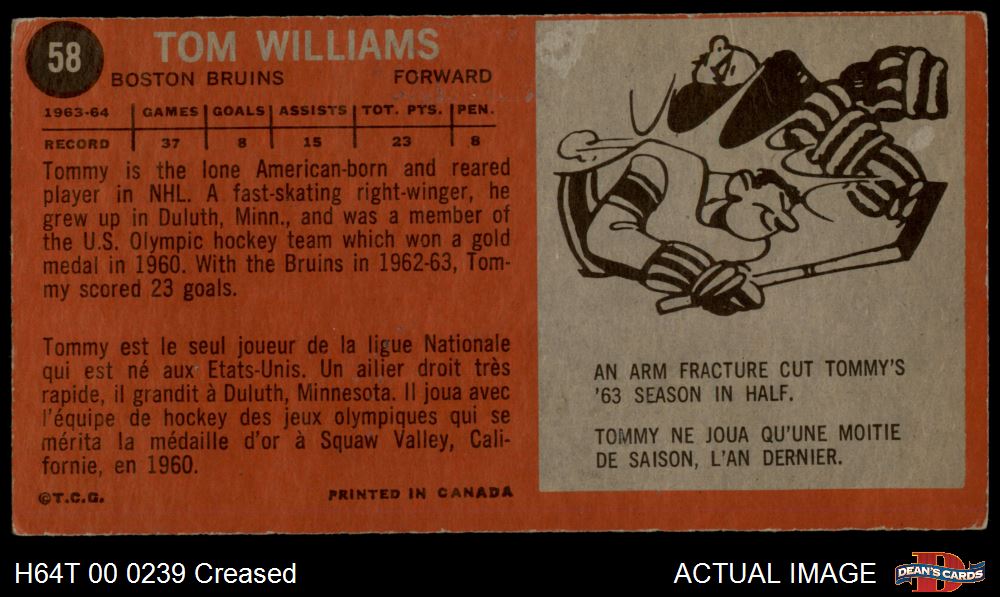 58
TOM WILLIAMS
BOSTON BRUINS FORWARD
1963-64 GAMES GOALS ASSISTS TOT. PTS. PEN.
RECORD 37 8 15 23 8
Tommy is the lone American-born and reared
player in NHL. A fast-skating right-winger, he
grew up in Duluth, Minn., and was a member of
the U.S. Olympic hockey team which won a gold
medal in 1960. With the Bruins in 1962-63, Tom-
my scored 23 goals.
Tommy est le seul joueur de la ligue Nationale
qui est né aux Etats-Unis. Un ailier droit très
rapide, il grandit à Duluth, Minnesota. Il joua avec
l'équipe de hockey des jeux olympiques qui se
mérita la médaille d'or à Squaw Valley, Cali-
fornie, en 1960.
©T.C.G. PRINTED IN CANADA
AN ARM FRACTURE CUT TOMMY'S
'63 SEASON IN HALF.
TOMMY NE JOUA QU'UNE MOITIE
DE SAISON, L'AN DERNIER.
H64T 00 0239 Creased
ACTUAL IMAGE
D
DEAN'S CARDS